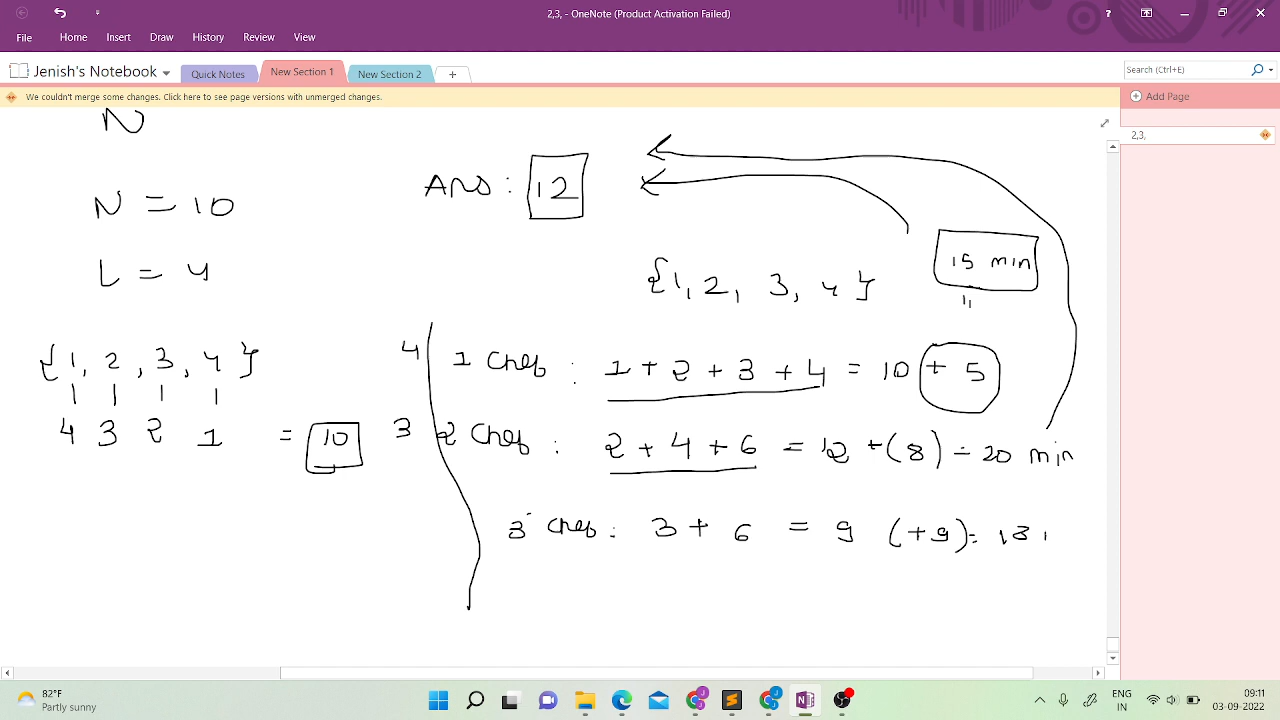 2,3, - OneNote (Product Activation Failed)
File Home Insert Draw History Review View
Jenish's Notebook Quick Notes New Section 1 New Section 2 +
Search (Ctrl+E)
We couldn't merge some changes. Click here to see page versions with unmerged changes.
Add Page
2,3,
N
N = 10
L = 4
Ans : 12
15 min
{1, 2, 3, 4}
{1, 2, 3, 4}
4 3 2 1 = 10
4 1 Chef : 1 + 2 + 3 + 4 = 10 + 5
3 2 Chef : 2 + 4 + 6 = 12 + (8) = 20 min
3 Chef : 3 + 6 = 9 (+9) = 18
82°F
Partly sunny
ENG
IN
09:11
03-09-2022